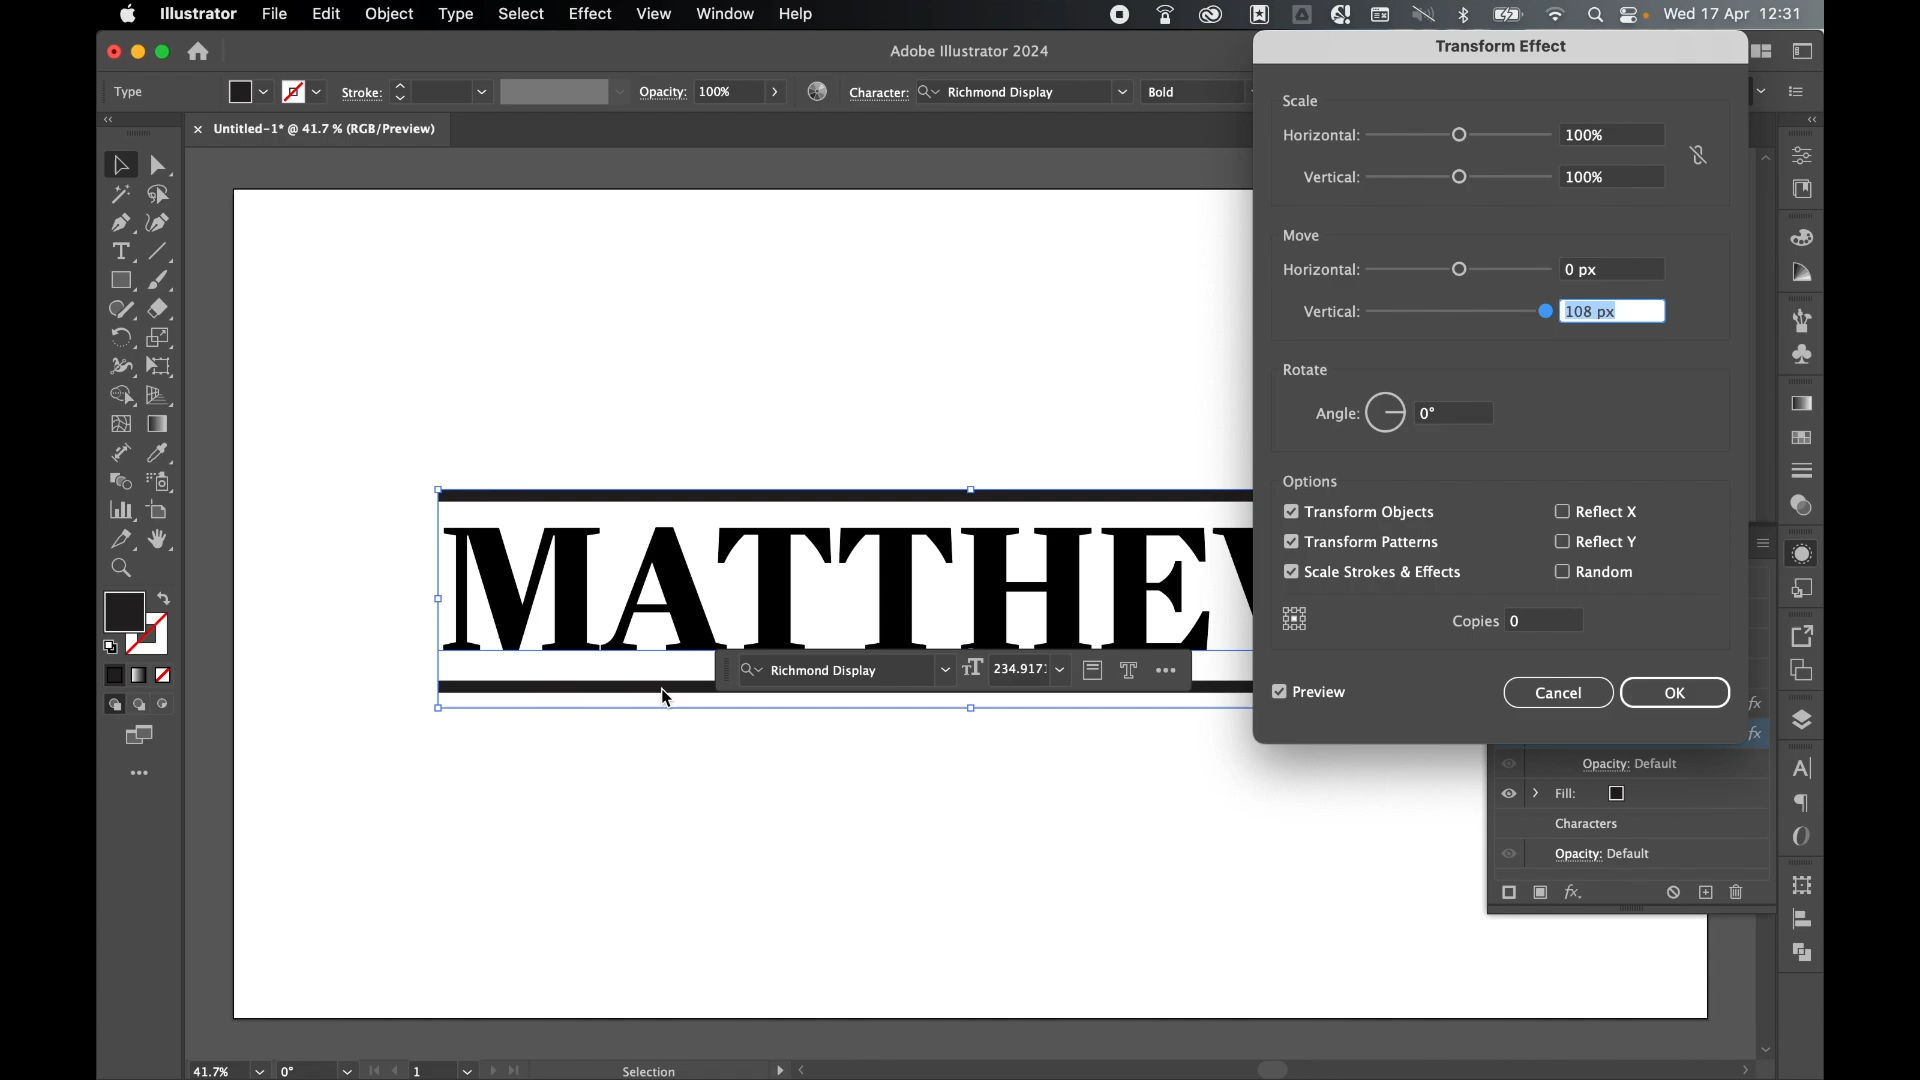 Illustrator File Edit Object Type Select Effect View Window Help
Wed 17 Apr 12:31
Adobe Illustrator 2024
Transform Effect
Type
Stroke:
Opacity: 100%
Character: Richmond Display
Bold
Untitled-1* @ 41.7 % (RGB/Preview)
Scale
Horizontal: 100%
Vertical: 100%
Move
Horizontal: 0 px
Vertical: 108 px
Rotate
Angle: 0°
Options
Transform Objects
Reflect X
Transform Patterns
Reflect Y
Scale Strokes & Effects
Random
Copies 0
Preview
Cancel
OK
MATTHE
Richmond Display
234.917
Opacity: Default
Fill:
Characters
Opacity: Default
41.7%
0°
1
Selection